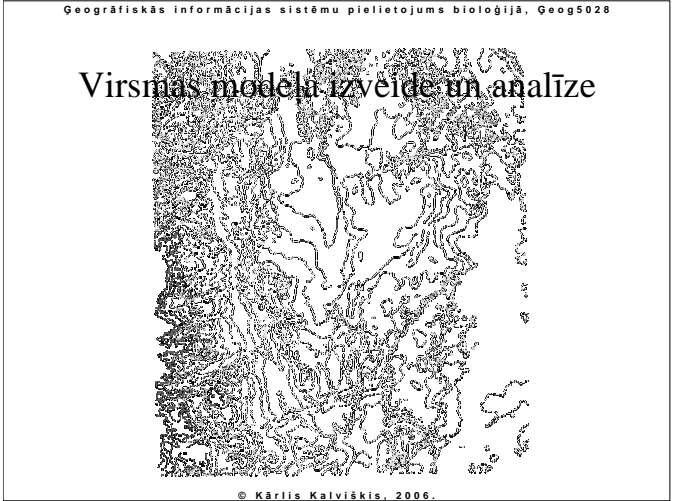 Ģeogrāfiskās informācijas sistēmu pielietojums bioloģijā, Ģeog5028
Virsmas modeļa izveide un analīze
© Kārlis Kalviškis, 2006.